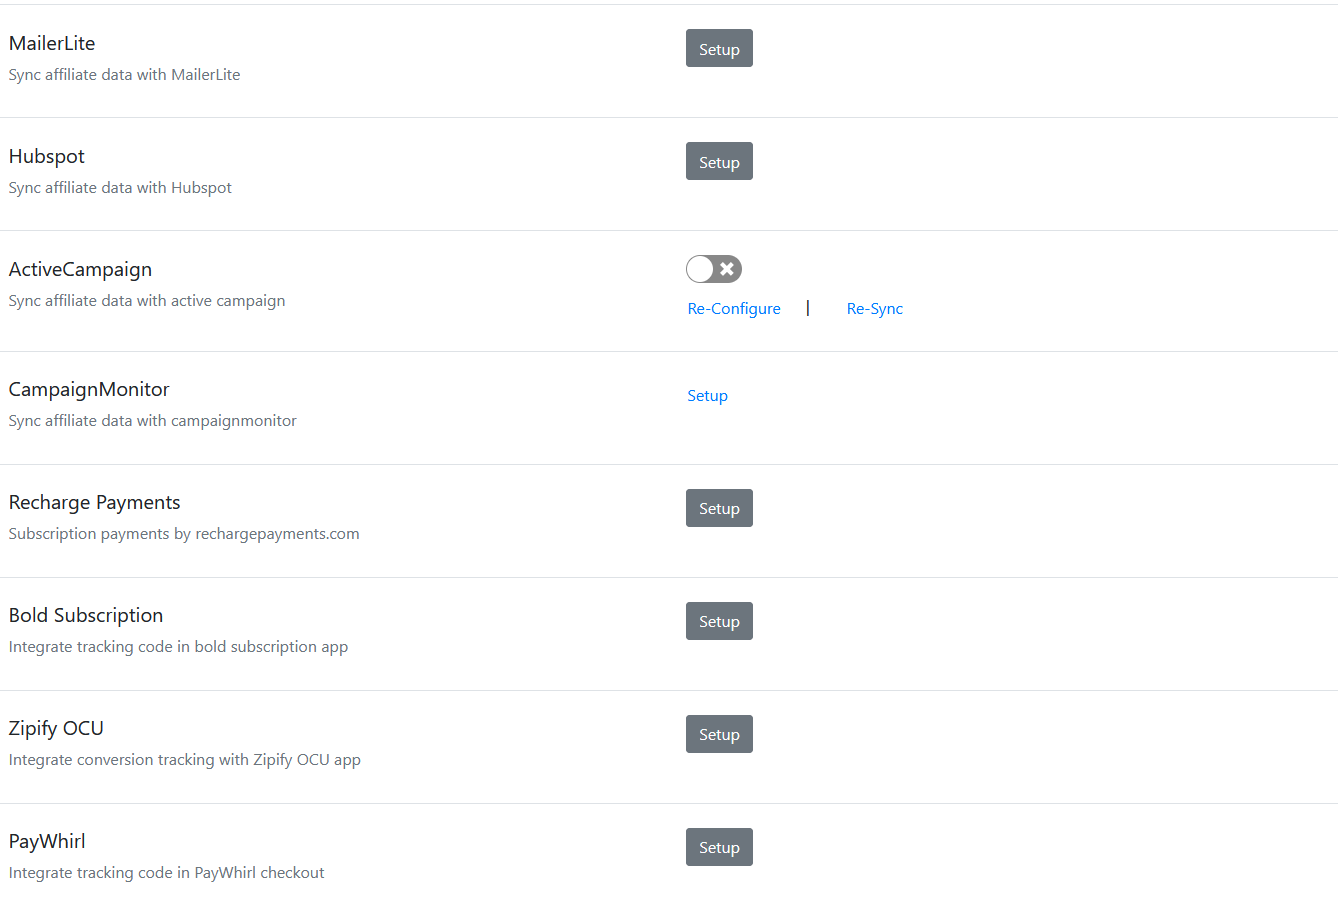 MailerLite
Setup
Sync affiliate data with MailerLite
Hubspot
Setup
Sync affiliate data with Hubspot
ActiveCampaign
Sync affiliate data with active campaign
Re-Configure | Re-Sync
CampaignMonitor
Setup
Sync affiliate data with campaignmonitor
Recharge Payments
Setup
Subscription payments by rechargepayments.com
Bold Subscription
Setup
Integrate tracking code in bold subscription app
Zipify OCU
Setup
Integrate conversion tracking with Zipify OCU app
PayWhirl
Setup
Integrate tracking code in PayWhirl checkout